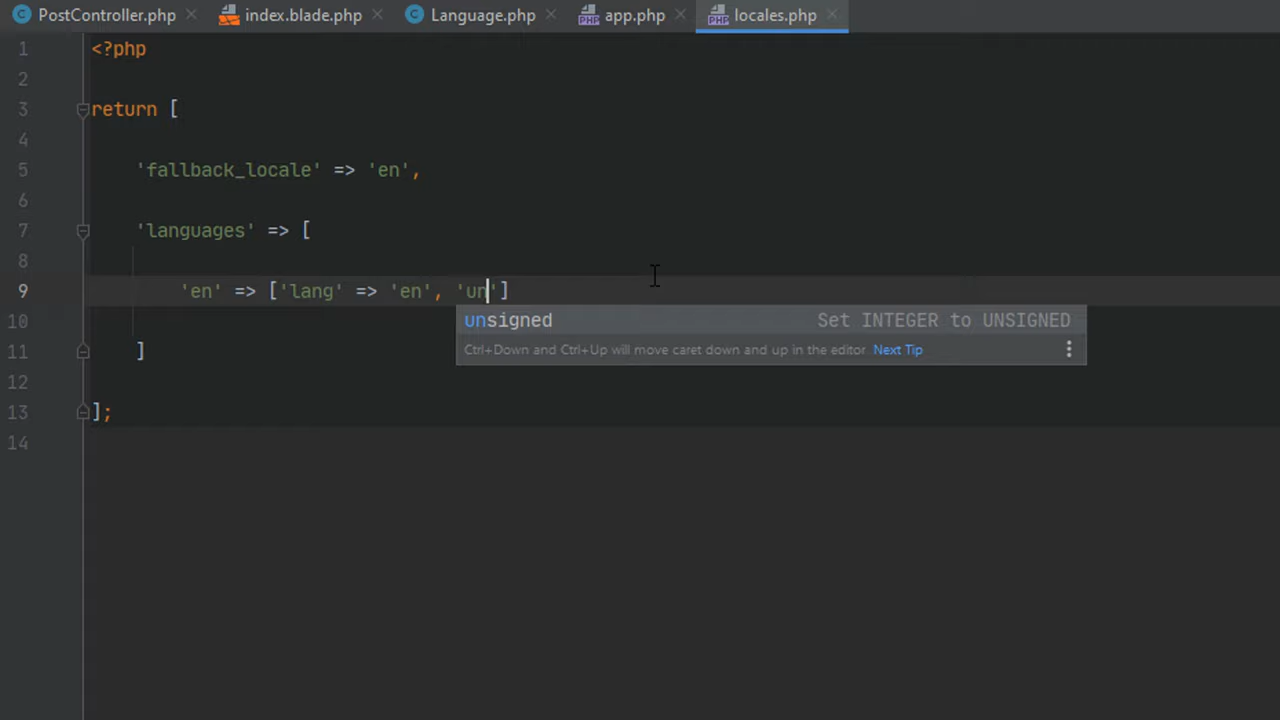 PostController.php index.blade.php Language.php app.php locales.php
1 <?php
2
3 return [
4
5 'fallback_locale' => 'en',
6
7 'languages' => [
8
9 'en' => ['lang' => 'en', 'un']
unsigned Set INTEGER to UNSIGNED
10
Ctrl+Down and Ctrl+Up will move caret down and up in the editor Next Tip
11 ]
12
13 ];
14